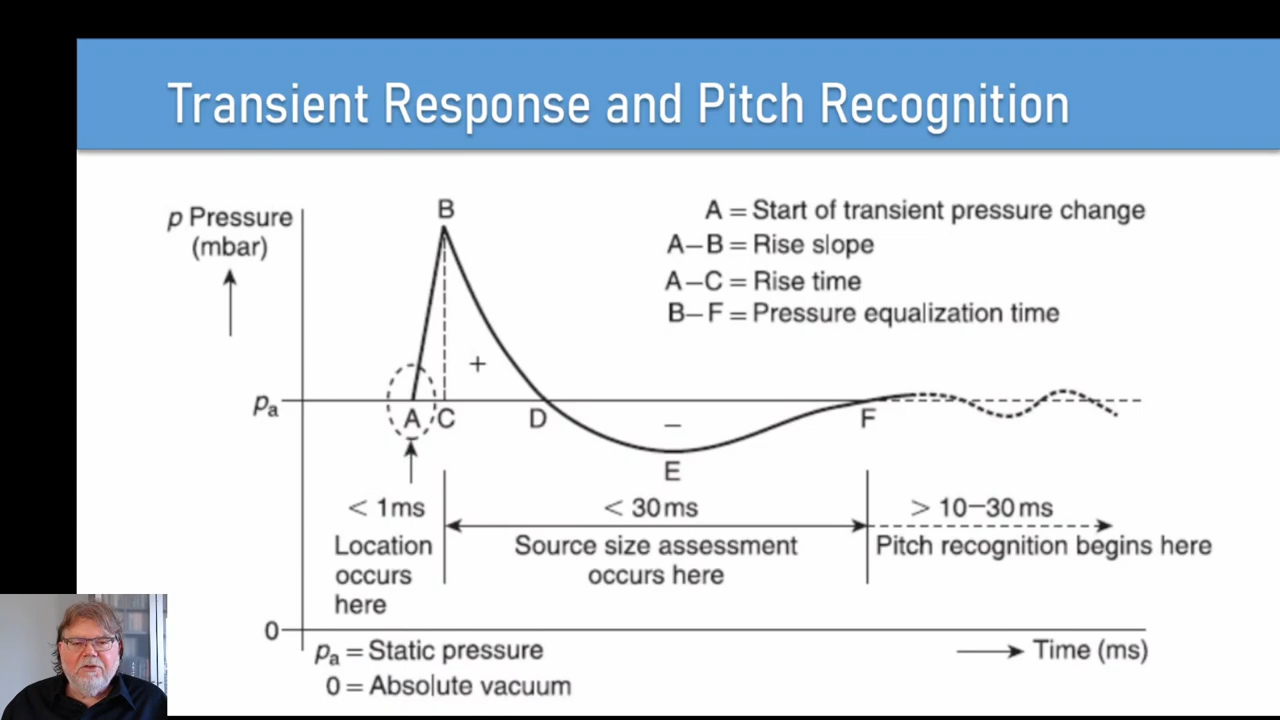 Transient Response and Pitch Recognition
p Pressure
(mbar)
B
A = Start of transient pressure change
A–B = Rise slope
A–C = Rise time
B–F = Pressure equalization time
+
pa
A
C
D
–
F
E
< 1ms
< 30ms
> 10–30ms
Location
occurs
here
Source size assessment
occurs here
Pitch recognition begins here
0
pa = Static pressure
0 = Absolute vacuum
Time (ms)